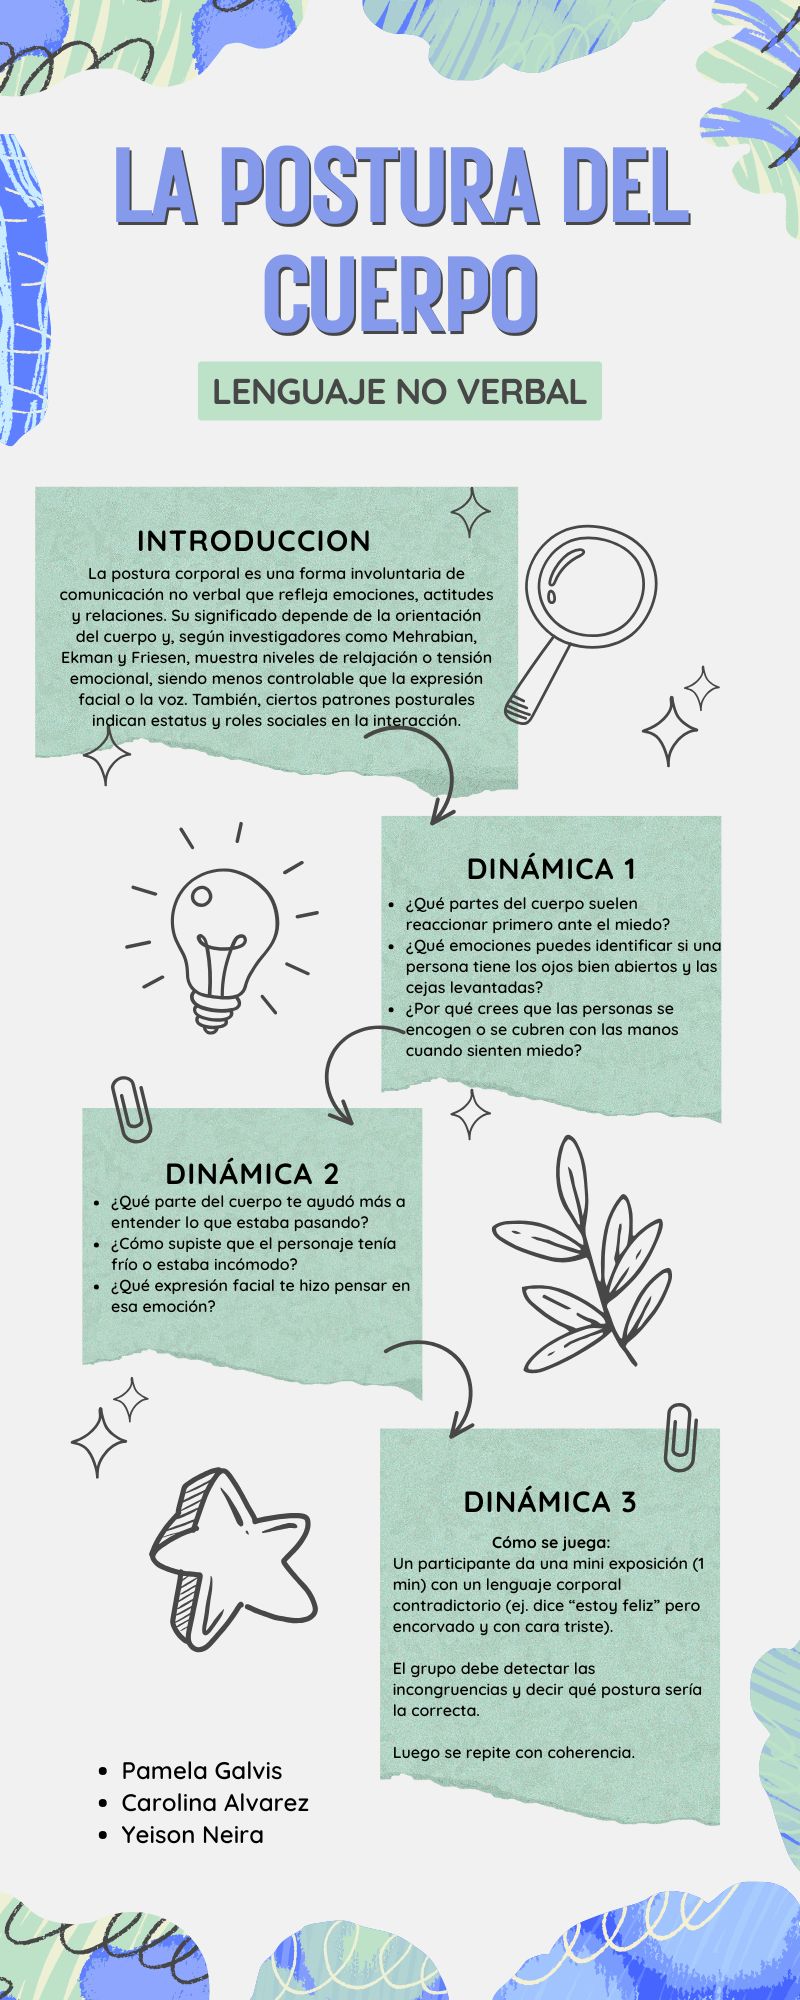 LA POSTURA DEL
CUERPO
LENGUAJE NO VERBAL
INTRODUCCION
La postura corporal es una forma involuntaria de
comunicación no verbal que refleja emociones, actitudes
y relaciones. Su significado depende de la orientación
del cuerpo y, según investigadores como Mehrabian,
Ekman y Friesen, muestra niveles de relajación o tensión
emocional, siendo menos controlable que la expresión
facial o la voz. También, ciertos patrones posturales
indican estatus y roles sociales en la interacción.
DINÁMICA 1
• ¿Qué partes del cuerpo suelen
reaccionar primero ante el miedo?
• ¿Qué emociones puedes identificar si una
persona tiene los ojos bien abiertos y las
cejas levantadas?
• ¿Por qué crees que las personas se
encogen o se cubren con las manos
cuando sienten miedo?
DINÁMICA 2
• ¿Qué parte del cuerpo te ayudó más a
entender lo que estaba pasando?
• ¿Cómo supiste que el personaje tenía
frío o estaba incómodo?
• ¿Qué expresión facial te hizo pensar en
esa emoción?
DINÁMICA 3
Cómo se juega:
Un participante da una mini exposición (1
min) con un lenguaje corporal
contradictorio (ej. dice “estoy feliz” pero
encorvado y con cara triste).
El grupo debe detectar las
incongruencias y decir qué postura sería
la correcta.
Luego se repite con coherencia.
• Pamela Galvis
• Carolina Alvarez
• Yeison Neira